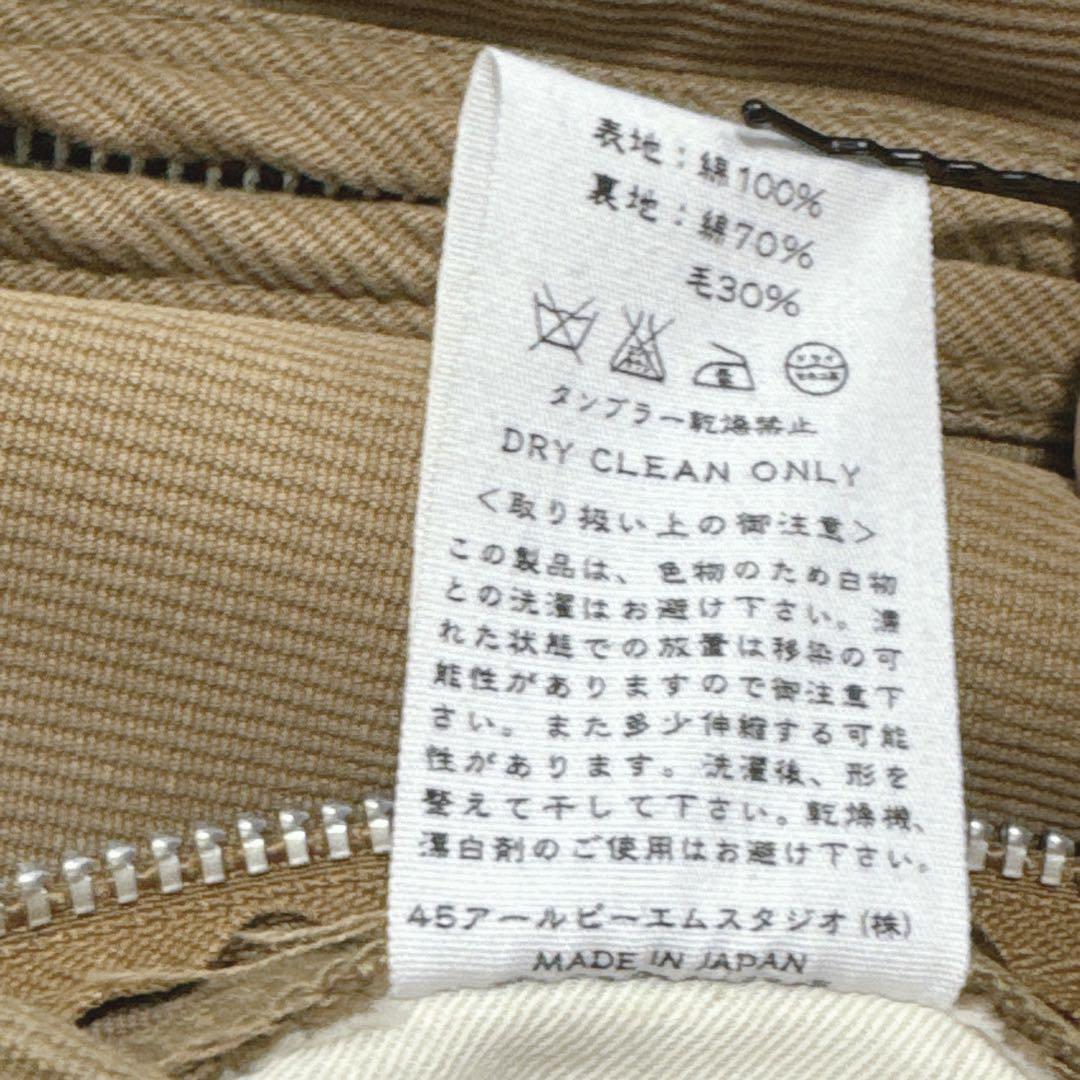 表地：綿100%
裏地：綿70%
毛30%
タンブラー乾燥禁止
DRY CLEAN ONLY
<取り扱い上の御注意>
この製品は、色物のため白物
との洗濯はお避け下さい。濡
れた状態での放置は移染の可
能性がありますので御注意下
さい。また多少伸縮する可能
性があります。洗濯後、形を
整えて干して下さい。乾燥機、
漂白剤のご使用はお避け下さい。
45アールピーエムスタジオ(株)
MADE IN JAPAN